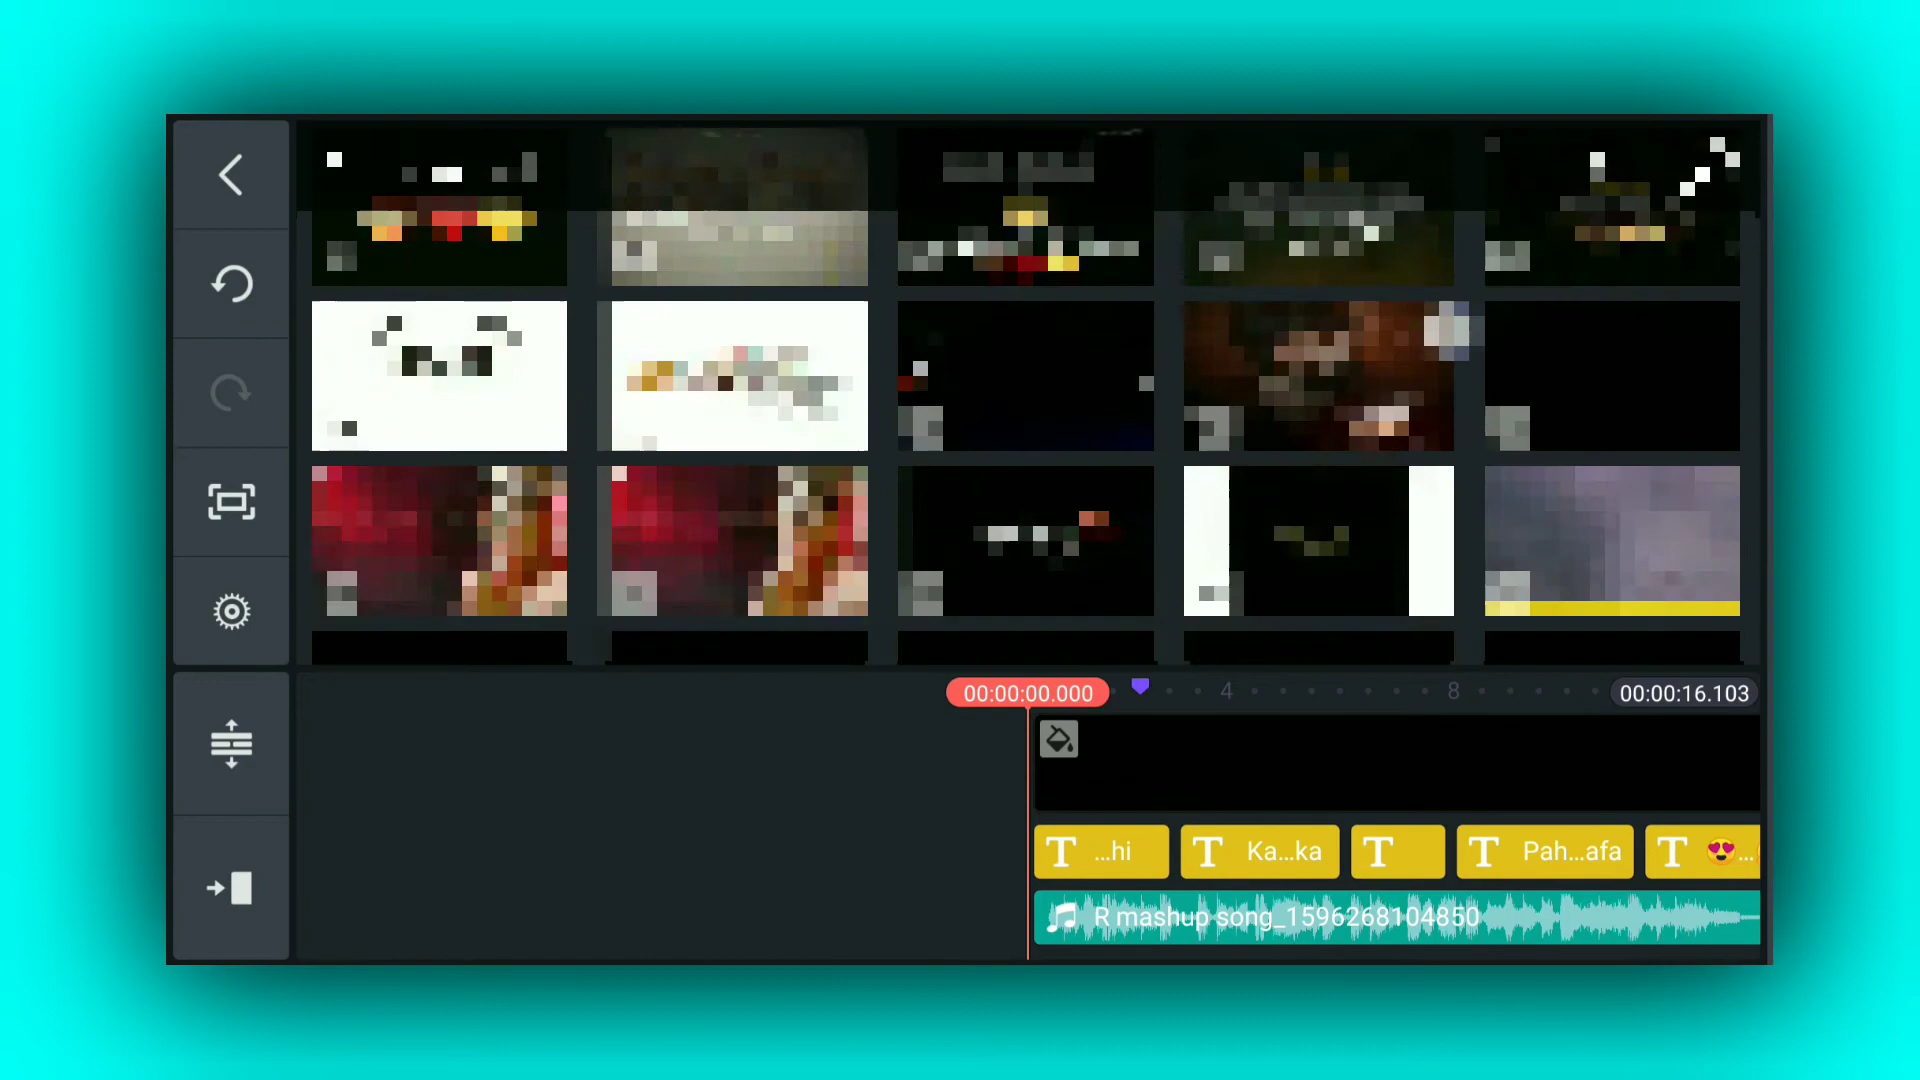 00:00:00.000
4
8
00:00:16.103
T ...hi
T Ka...ka
T
T Pah...afa
T 😍...
R mashup song_1596268104850